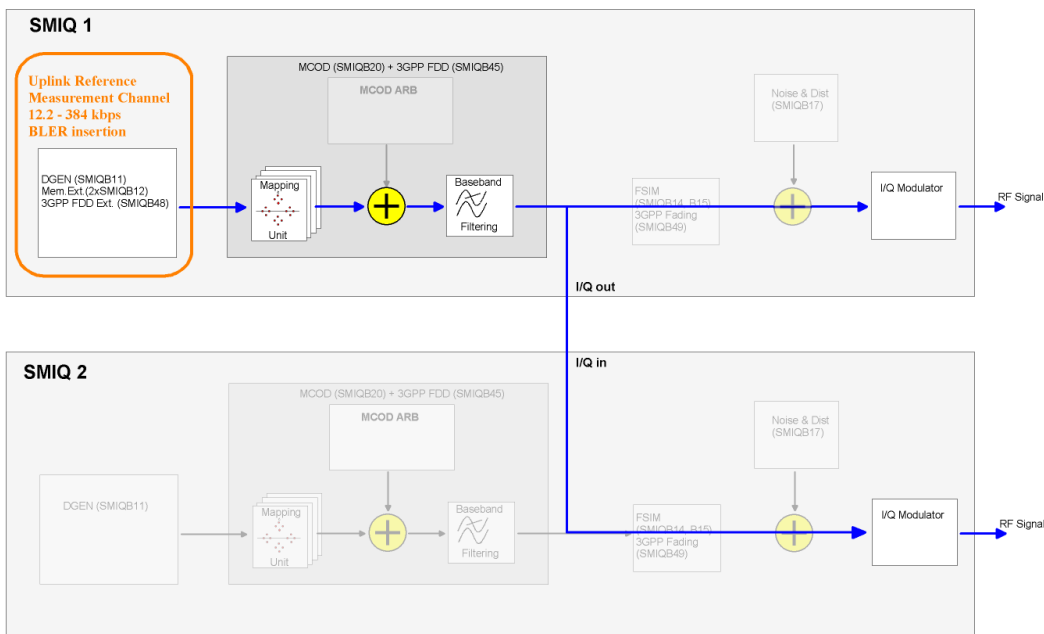 SMIQ 1
Uplink Reference
Measurement Channel
12.2 - 384 kbps
BLER insertion
DGEN (SMIQB11)
Mem.Ext.(2xSMIQB12)
3GPP FDD Ext. (SMIQB48)
MCOD (SMIQB20) + 3GPP FDD (SMIQB45)
MCOD ARB
Mapping
Unit
Baseband
Filtering
FSIM
(SMIQB14, B15)
3GPP Fading
(SMIQB49)
Noise & Dist
(SMIQB17)
I/Q Modulator
RF Signal
I/Q out
I/Q in
SMIQ 2
DGEN (SMIQB11)
MCOD (SMIQB20) + 3GPP FDD (SMIQB45)
MCOD ARB
Mapping
Unit
Baseband
Filtering
FSIM
(SMIQB14, B15)
3GPP Fading
(SMIQB49)
Noise & Dist
(SMIQB17)
I/Q Modulator
RF Signal